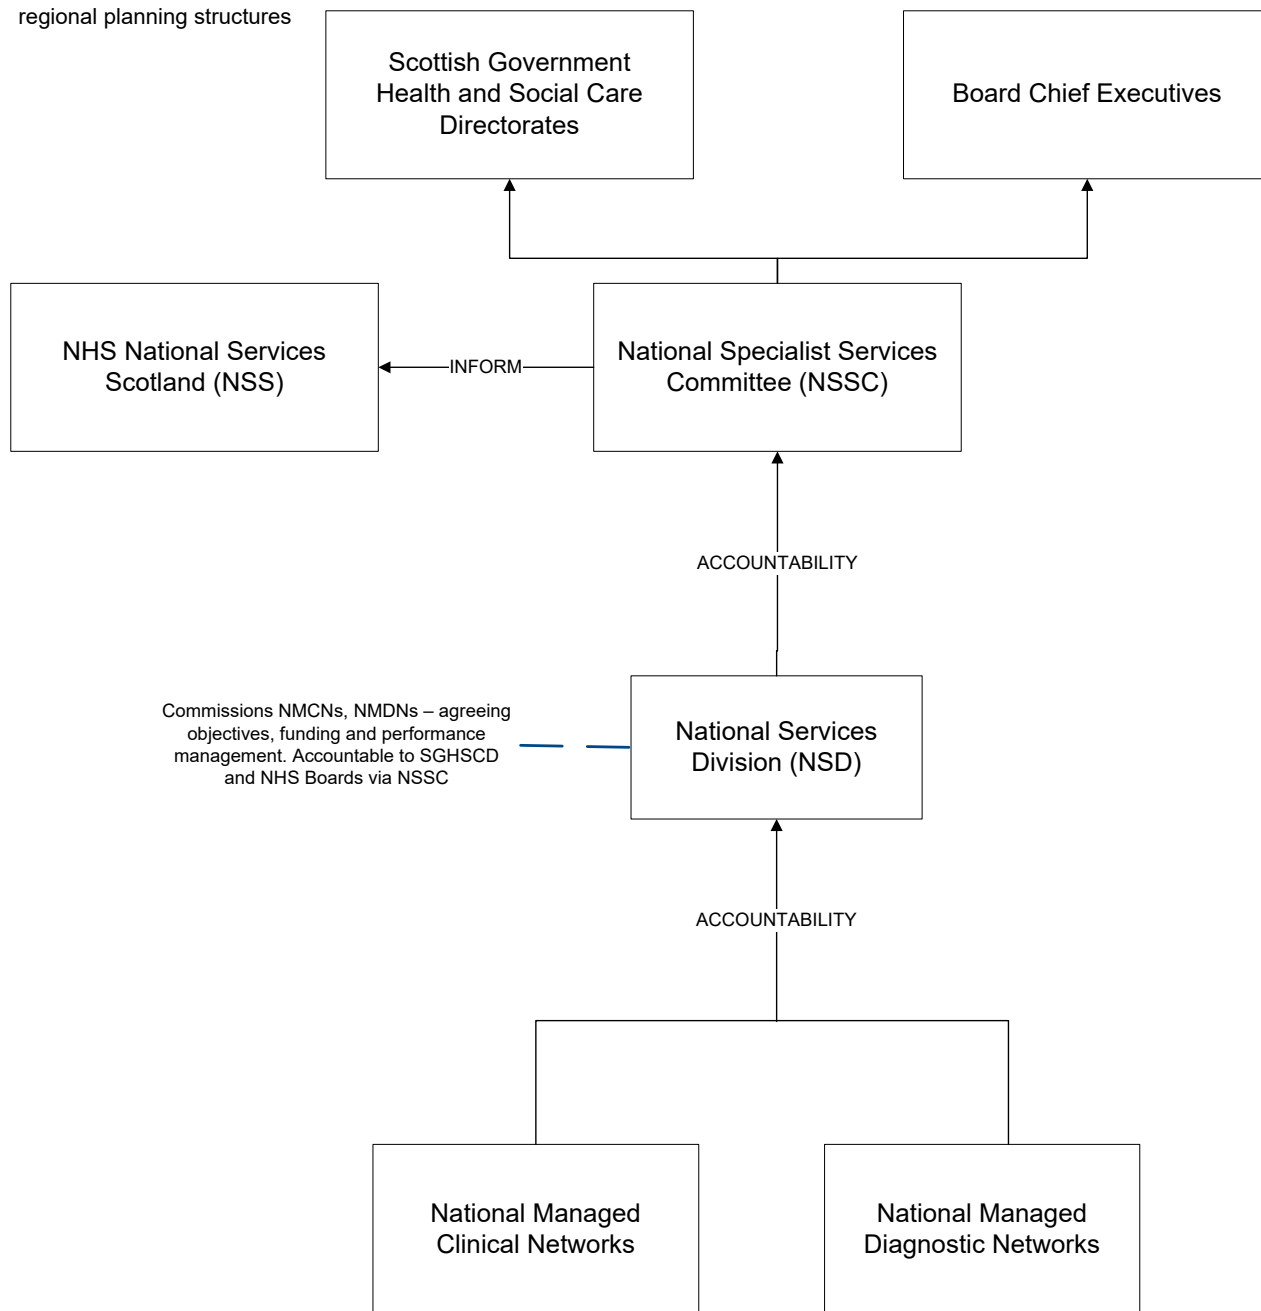 regional planning structures
Scottish Government
Health and Social Care
Directorates
Board Chief Executives
NHS National Services
Scotland (NSS)
INFORM
National Specialist Services
Committee (NSSC)
ACCOUNTABILITY
Commissions NMCNs, NMDNs – agreeing
objectives, funding and performance
management. Accountable to SGHSCD
and NHS Boards via NSSC
National Services
Division (NSD)
ACCOUNTABILITY
National Managed
Clinical Networks
National Managed
Diagnostic Networks